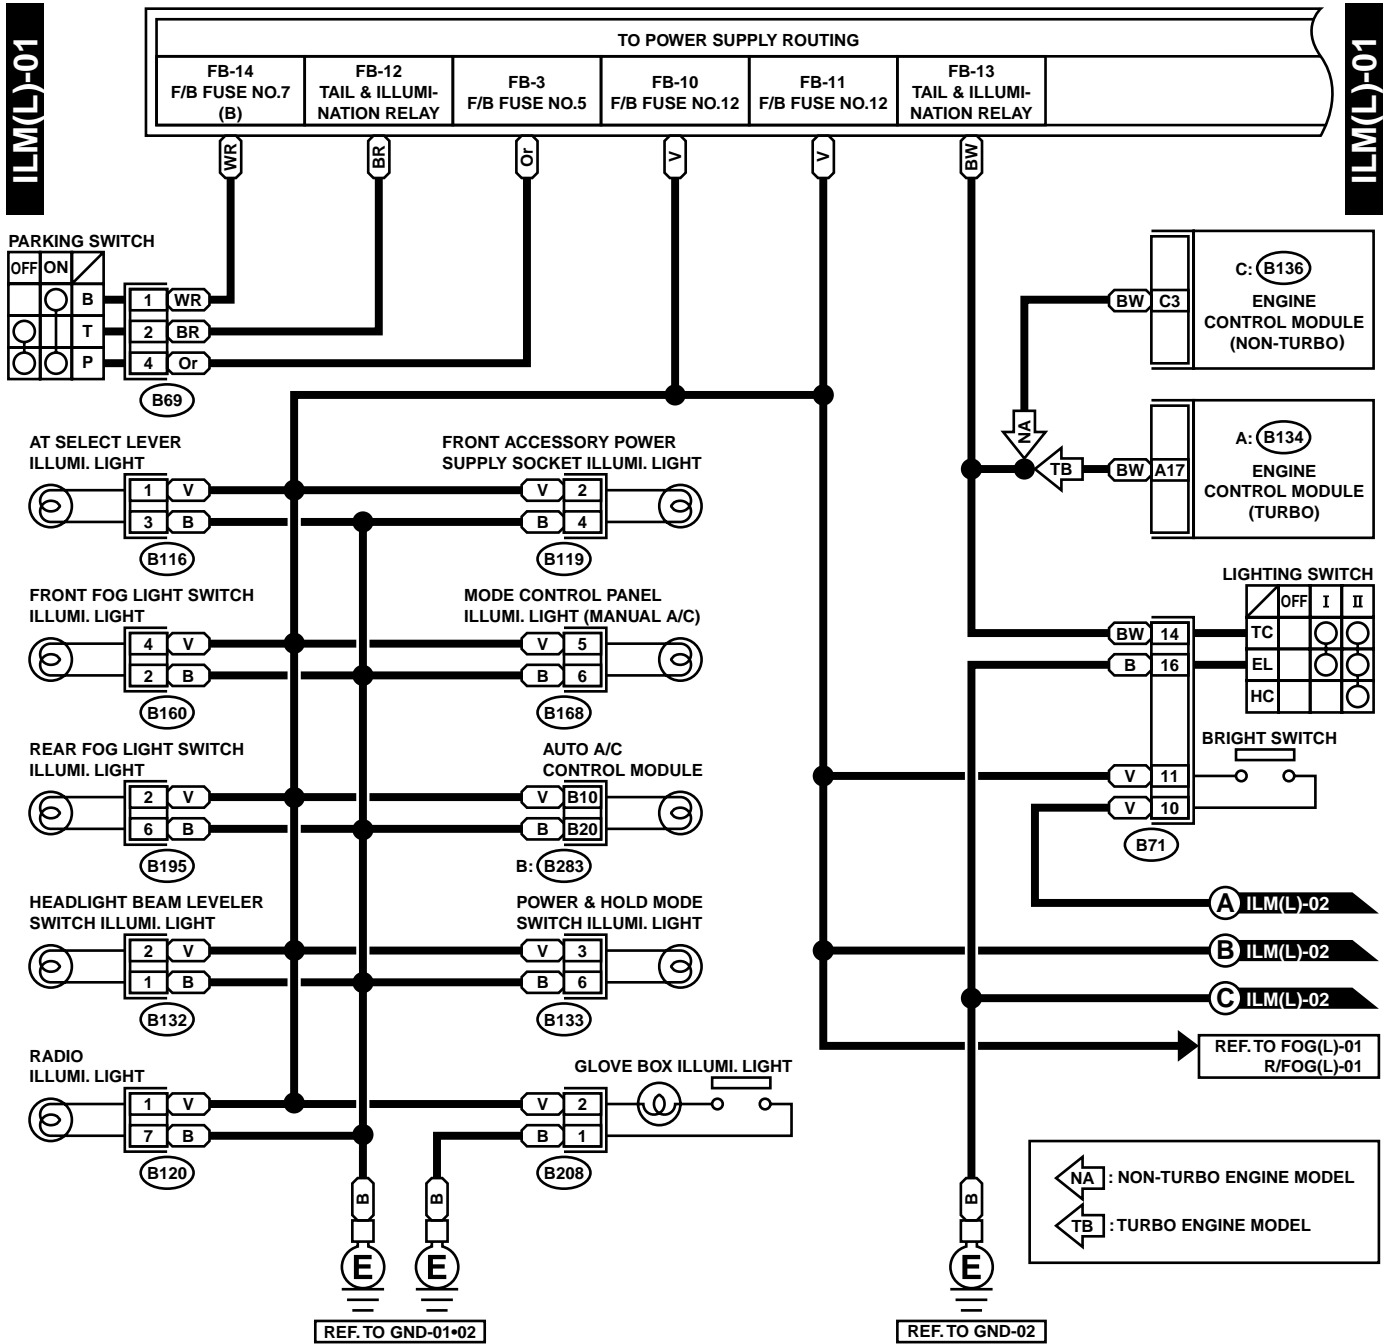 ILM(L)-01
ILM(L)-01
TO POWER SUPPLY ROUTING
FB-14
F/B FUSE NO.7
(B)
FB-12
TAIL & ILLUMI-
NATION RELAY
FB-3
F/B FUSE NO.5
FB-10
F/B FUSE NO.12
FB-11
F/B FUSE NO.12
FB-13
TAIL & ILLUMI-
NATION RELAY
WR
BR
Or
V
V
BW
PARKING SWITCH
OFF ON
B 1 WR
T 2 BR
P 4 Or
B69
C: B136
ENGINE
CONTROL MODULE
(NON-TURBO)
BW C3
NA
A: B134
ENGINE
CONTROL MODULE
(TURBO)
TB BW A17
AT SELECT LEVER
ILLUMI. LIGHT
1 V
3 B
B116
FRONT ACCESSORY POWER
SUPPLY SOCKET ILLUMI. LIGHT
V 2
B 4
B119
FRONT FOG LIGHT SWITCH
ILLUMI. LIGHT
4 V
2 B
B160
MODE CONTROL PANEL
ILLUMI. LIGHT (MANUAL A/C)
V 5
B 6
B168
REAR FOG LIGHT SWITCH
ILLUMI. LIGHT
2 V
6 B
B195
AUTO A/C
CONTROL MODULE
V B10
B B20
B: B283
HEADLIGHT BEAM LEVELER
SWITCH ILLUMI. LIGHT
2 V
1 B
B132
POWER & HOLD MODE
SWITCH ILLUMI. LIGHT
V 3
B 6
B133
RADIO
ILLUMI. LIGHT
1 V
7 B
B120
GLOVE BOX ILLUMI. LIGHT
V 2
B 1
B208
LIGHTING SWITCH
OFF I II
BW 14 TC
B 16 EL
HC
BRIGHT SWITCH
V 11
V 10
B71
A ILM(L)-02
B ILM(L)-02
C ILM(L)-02
REF. TO FOG(L)-01
R/FOG(L)-01
NA : NON-TURBO ENGINE MODEL
TB : TURBO ENGINE MODEL
B
B
B
E
E
E
REF. TO GND-01•02
REF. TO GND-02